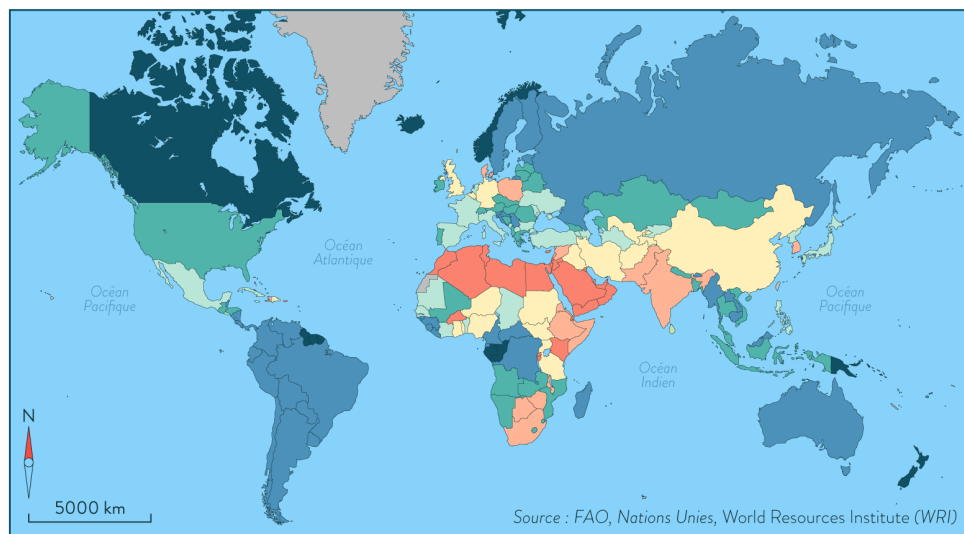 Océan
Atlantique
Océan
Pacifique
Océan
Pacifique
Océan
Indien
N
5000 km
Source : FAO, Nations Unies, World Resources Institute (WRI)